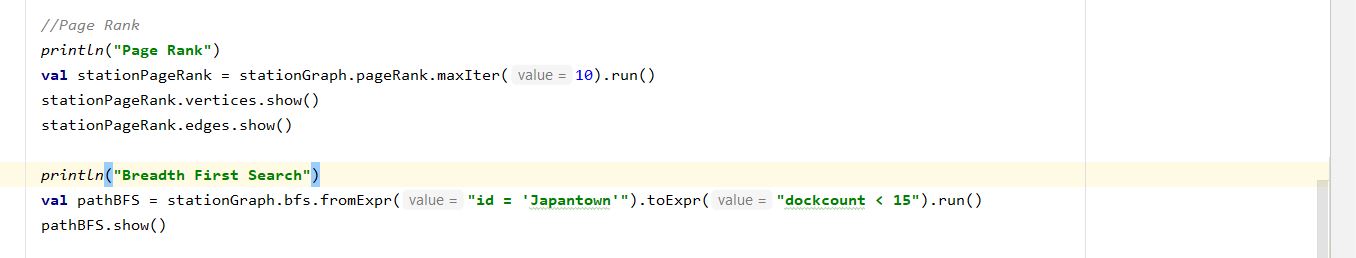 //Page Rank
println("Page Rank")
val stationPageRank = stationGraph.pageRank.maxIter( value = 10).run()
stationPageRank.vertices.show()
stationPageRank.edges.show()
println("Breadth First Search")
val pathBFS = stationGraph.bfs.fromExpr( value = "id = 'Japantown'").toExpr( value = "dockcount < 15").run()
pathBFS.show()